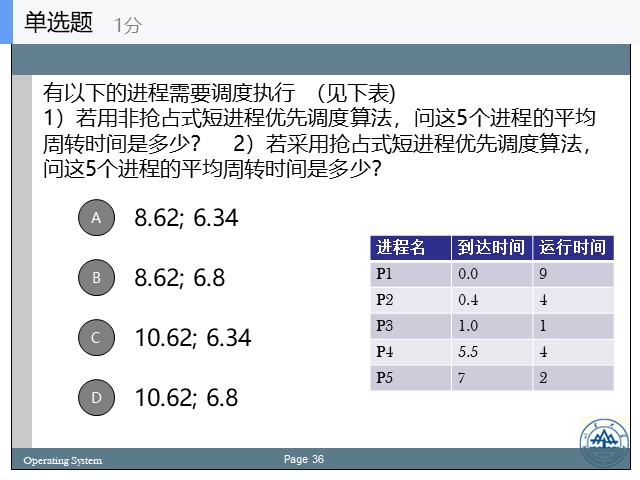 单选题 1分
有以下的进程需要调度执行 （见下表)
1）若用非抢占式短进程优先调度算法，问这5个进程的平均
周转时间是多少? 2）若采用抢占式短进程优先调度算法，
问这5个进程的平均周转时间是多少?
A 8.62; 6.34
B 8.62; 6.8
C 10.62; 6.34
D 10.62; 6.8
进程名 到达时间 运行时间
P1 0.0 9
P2 0.4 4
P3 1.0 1
P4 5.5 4
P5 7 2
Operating System Page 36